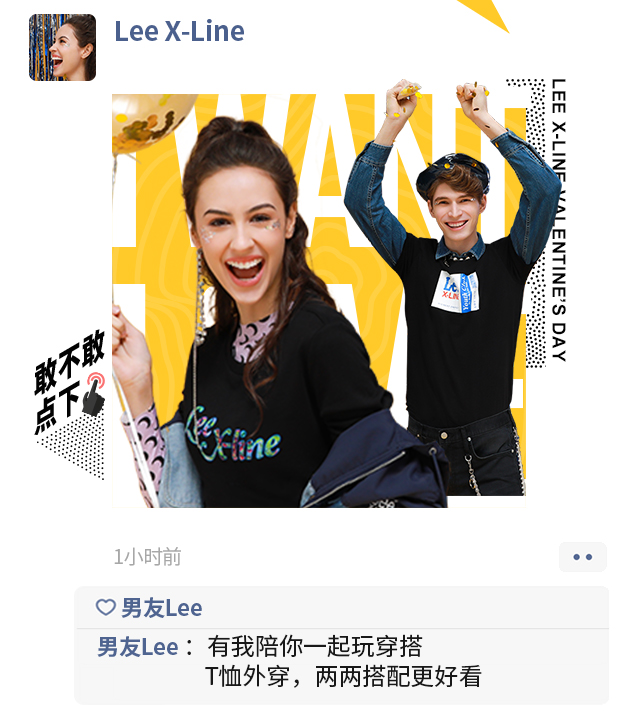 Lee X-Line
I WANT
LEE X-LINE VALENTINE'S DAY
敢不敢
点下
Lee
X-LINE
Lee
X-line
1小时前
男友Lee
男友Lee：有我陪你一起玩穿搭
T恤外穿，两两搭配更好看